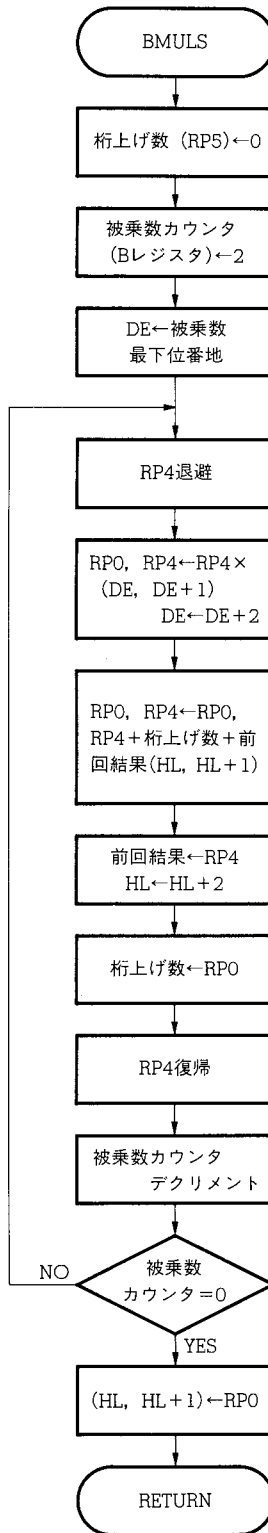 BMULS
桁上げ数 (RP5)←0
被乗数カウンタ
(Bレジスタ)←2
DE←被乗数
最下位番地
RP4退避
RP0, RP4←RP4×
(DE, DE+1)
DE←DE+2
RP0, RP4←RP0,
RP4+桁上げ数+前
回結果(HL, HL+1)
前回結果←RP4
HL←HL+2
桁上げ数←RP0
RP4復帰
被乗数カウンタ
デクリメント
被乗数
カウンタ=0
NO
YES
(HL, HL+1)←RP0
RETURN